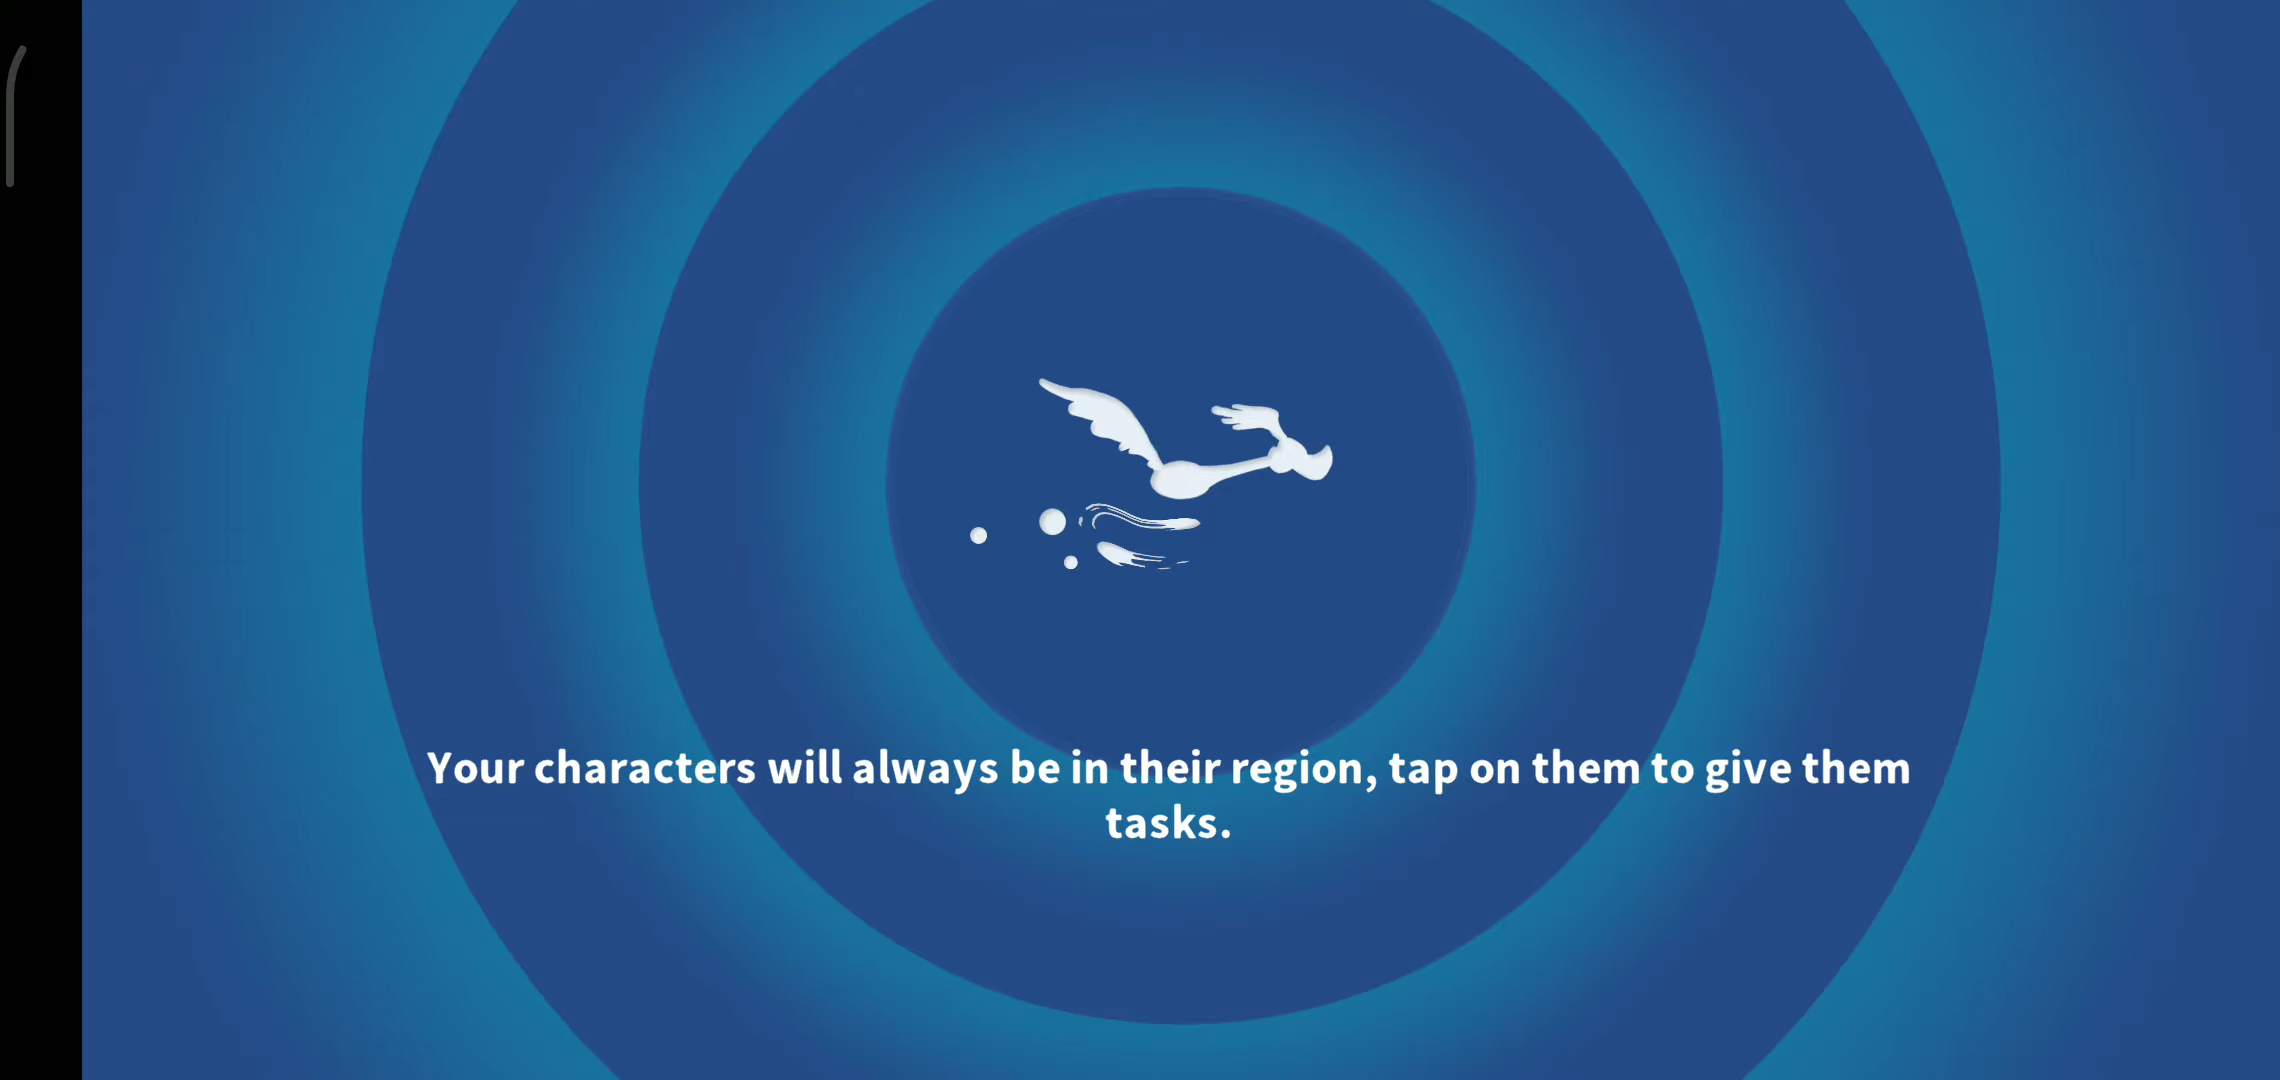 Your characters will always be in their region, tap on them to give them
tasks.